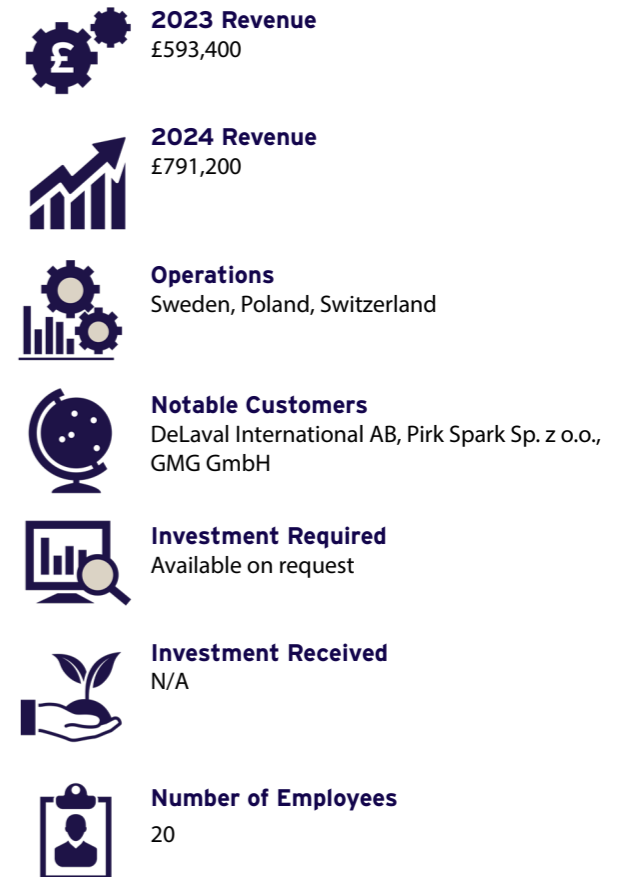 £
2023 Revenue
£593,400
2024 Revenue
£791,200
Operations
Sweden, Poland, Switzerland
Notable Customers
DeLaval International AB, Pirk Spark Sp. z o.o.,
GMG GmbH
Investment Required
Available on request
Investment Received
N/A
Number of Employees
20